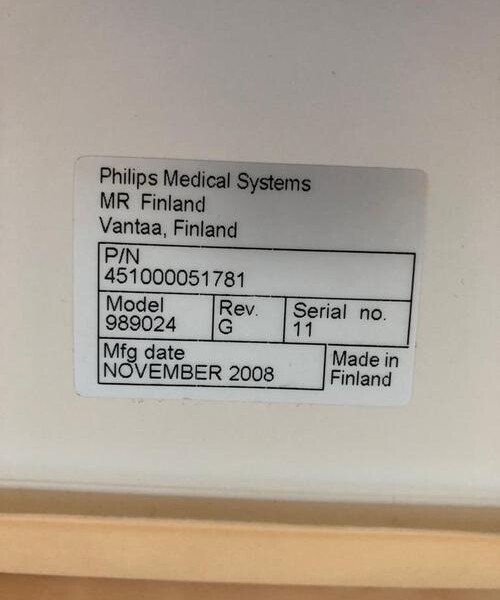 Philips Medical Systems
MR Finland
Vantaa, Finland
P/N
451000051781
Model
989024
Rev.
G
Serial no.
11
Mfg date
NOVEMBER 2008
Made in
Finland